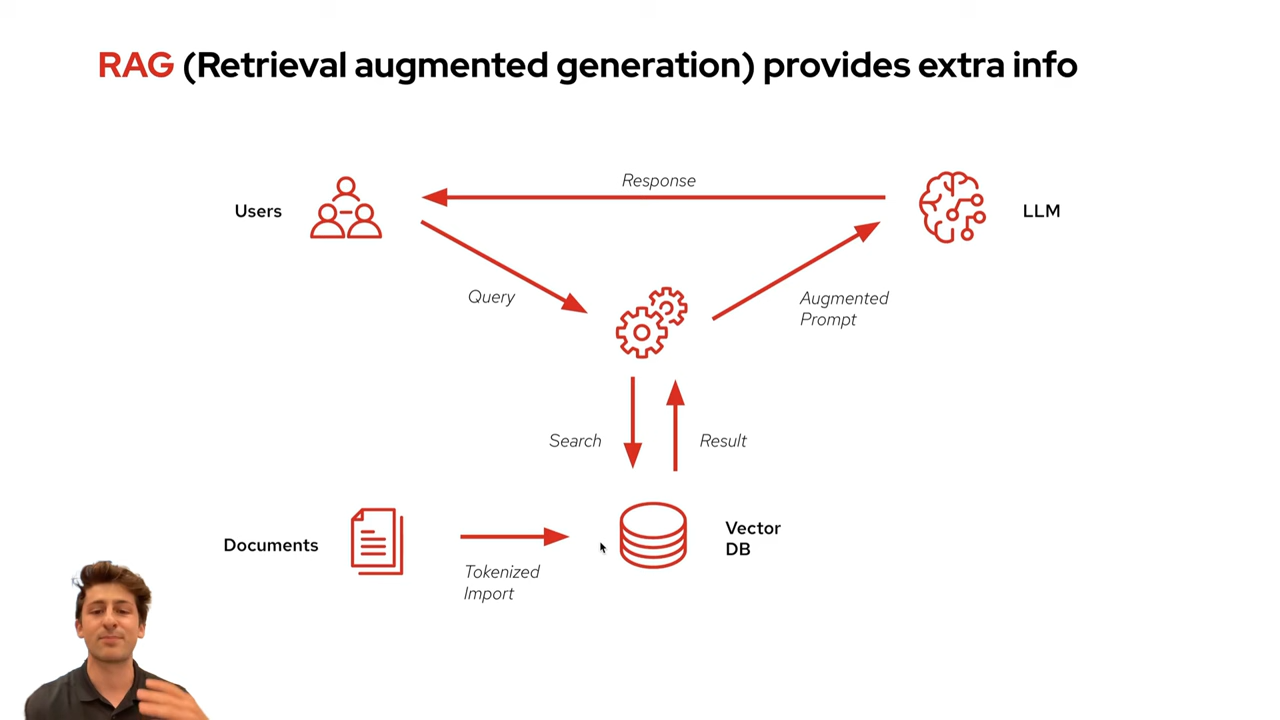 RAG (Retrieval augmented generation) provides extra info
Response
Users
LLM
Query
Augmented
Prompt
Search
Result
Documents
Vector
DB
Tokenized
Import